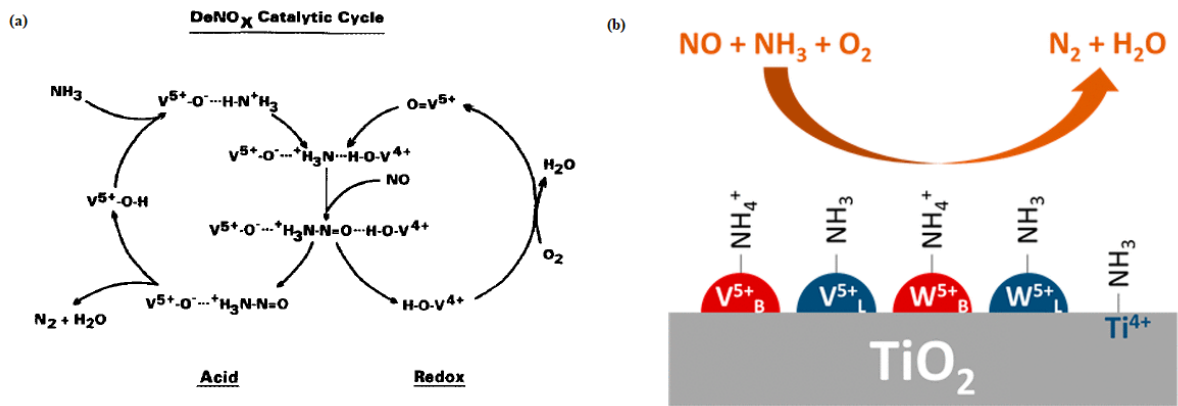 (a)
DeNOX Catalytic Cycle
NH3
V5+-O-···H-N+H3
O=V5+
V5+-O-···+H3N···H-O-V4+
NO
H2O
V5+-O-H
V5+-O-···+H3N-N=O···H-O-V4+
O2
V5+-O-···+H3N-N=O
H-O-V4+
N2 + H2O
Acid
Redox
(b)
NO + NH3 + O2
N2 + H2O
NH4+
NH3
NH4+
NH3
NH3
V5+B
V5+L
W5+B
W5+L
Ti4+
TiO2